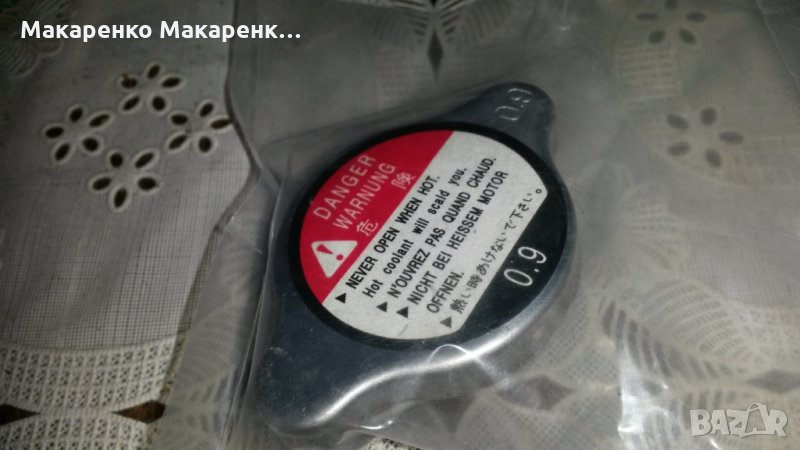 Макаренко Макаренк...
0.9
DANGER
WARNUNG
危 険
▶ NEVER OPEN WHEN HOT.
Hot coolant will scald you.
▶ N'OUVREZ PAS QUAND CHAUD.
▶ NICHT BEI HEISSEM MOTOR
OFFNEN.
▶ 熱い時あけないで下さい。
0.9
BAZAR